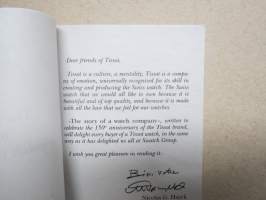 Dear friends of Tissot,
Tissot is a culture, a mentality, Tissot is a company
of emotion, universally recognised for its skill in
creating and producing the Swiss watch. The Swiss
watch that we would all like to own because it is
beautiful and of top quality, and because it is made
with all the love that we feel for our watches.
«The story of a watch company», written to
celebrate the 150th anniversary of the Tissot brand,
will delight every buyer of a Tissot watch, in the same
way as it has delighted us all at Swatch Group.
I wish you great pleasure in reading it.
Nicolas G. Hayek